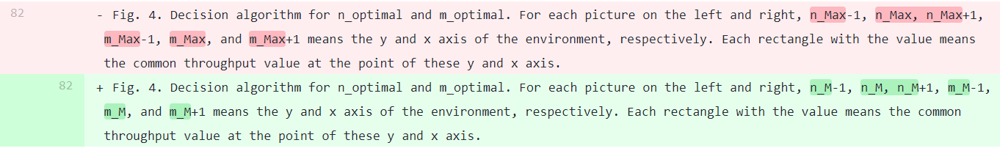 82 - Fig. 4. Decision algorithm for n_optimal and m_optimal. For each picture on the left and right, n_Max-1, n_Max, n_Max+1,
m_Max-1, m_Max, and m_Max+1 means the y and x axis of the environment, respectively. Each rectangle with the value means
the common throughput value at the point of these y and x axis.
82 + Fig. 4. Decision algorithm for n_optimal and m_optimal. For each picture on the left and right, n_M-1, n_M, n_M+1, m_M-1,
m_M, and m_M+1 means the y and x axis of the environment, respectively. Each rectangle with the value means the common
throughput value at the point of these y and x axis.